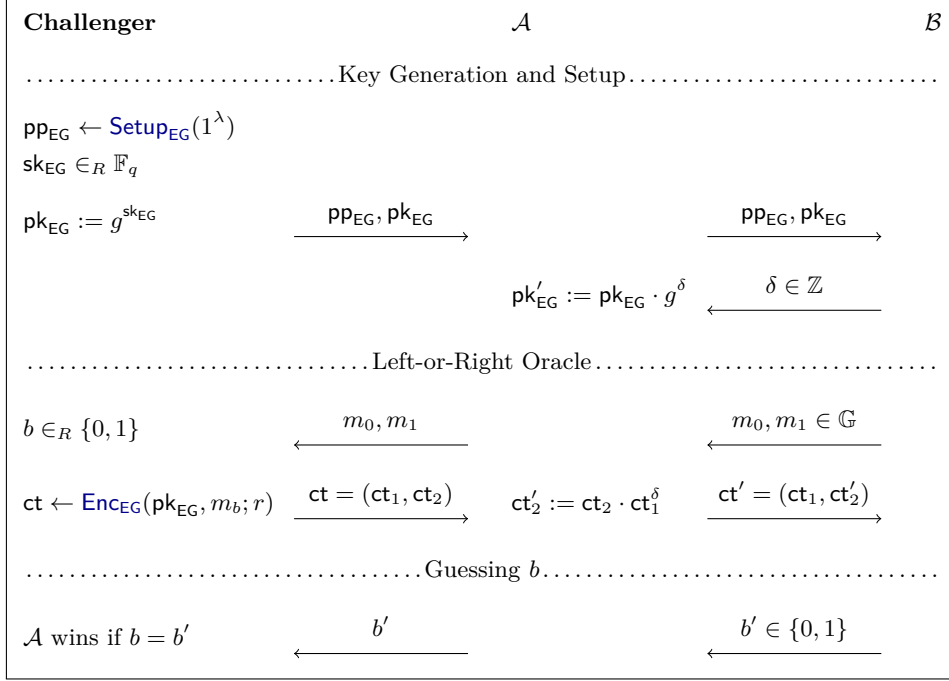 Challenger 𝒜 ℬ
Key Generation and Setup
pp_EG ← Setup_EG(1^λ)
sk_EG ∈_R 𝔽_q
pk_EG := g^{sk_EG} pp_EG, pk_EG pp_EG, pk_EG
pk′_EG := pk_EG · g^δ δ ∈ ℤ
Left-or-Right Oracle
b ∈_R {0, 1} m_0, m_1 m_0, m_1 ∈ 𝔾
ct ← Enc_EG(pk_EG, m_b; r) ct = (ct_1, ct_2) ct′_2 := ct_2 · ct_1^δ ct′ = (ct_1, ct′_2)
Guessing b
𝒜 wins if b = b′ b′ b′ ∈ {0, 1}